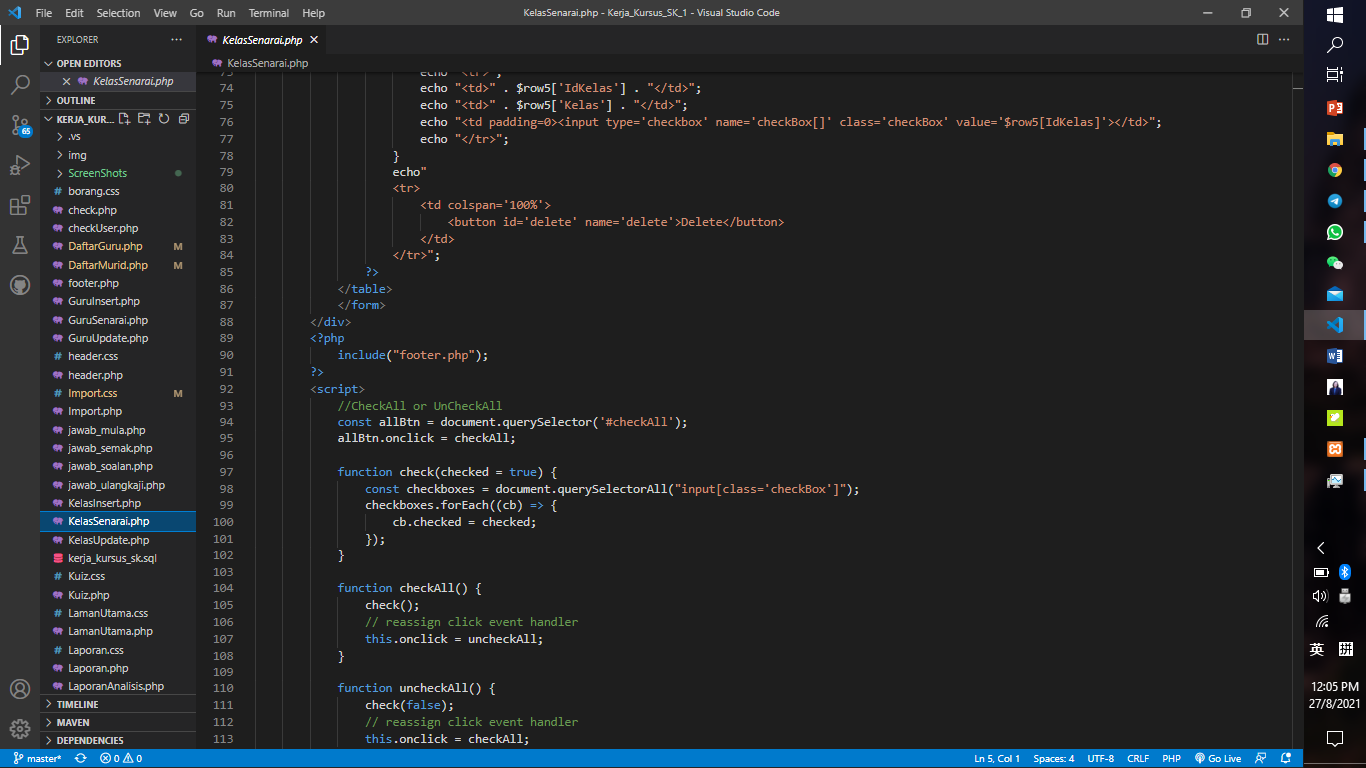 File Edit Selection View Go Run Terminal Help KelasSenarai.php - Kerja_Kursus_SK_1 - Visual Studio Code
EXPLORER
OPEN EDITORS
KelasSenarai.php
OUTLINE
KERJA_KUR...
.vs
img
ScreenShots
borang.css
check.php
checkUser.php
DaftarGuru.php M
DaftarMurid.php M
footer.php
GuruInsert.php
GuruSenarai.php
GuruUpdate.php
header.css
header.php
Import.css M
Import.php
jawab_mula.php
jawab_semak.php
jawab_soalan.php
jawab_ulangkaji.php
KelasInsert.php
KelasSenarai.php
KelasUpdate.php
kerja_kursus_sk.sql
Kuiz.css
Kuiz.php
LamanUtama.css
LamanUtama.php
Laporan.css
Laporan.php
LaporanAnalisis.php
TIMELINE
MAVEN
DEPENDENCIES
65
KelasSenarai.php
KelasSenarai.php
73 echo "<tr>";
74 echo "<td>" . $row5['IdKelas'] . "</td>";
75 echo "<td>" . $row5['Kelas'] . "</td>";
76 echo "<td padding=0><input type='checkbox' name='checkBox[]' class='checkBox' value='$row5[IdKelas]'></td>";
77 echo "</tr>";
78 }
79 echo"
80 <tr>
81 <td colspan='100%'>
82 <button id='delete' name='delete'>Delete</button>
83 </td>
84 </tr>";
85 ?>
86 </table>
87 </form>
88 </div>
89 <?php
90 include("footer.php");
91 ?>
92 <script>
93 //CheckAll or UnCheckAll
94 const allBtn = document.querySelector('#checkAll');
95 allBtn.onclick = checkAll;
96
97 function check(checked = true) {
98 const checkboxes = document.querySelectorAll("input[class='checkBox']");
99 checkboxes.forEach((cb) => {
100 cb.checked = checked;
101 });
102 }
103
104 function checkAll() {
105 check();
106 // reassign click event handler
107 this.onclick = uncheckAll;
108 }
109
110 function uncheckAll() {
111 check(false);
112 // reassign click event handler
113 this.onclick = checkAll;
master* 0 0 Ln 5, Col 1 Spaces: 4 UTF-8 CRLF PHP Go Live
英 拼
12:05 PM
27/8/2021